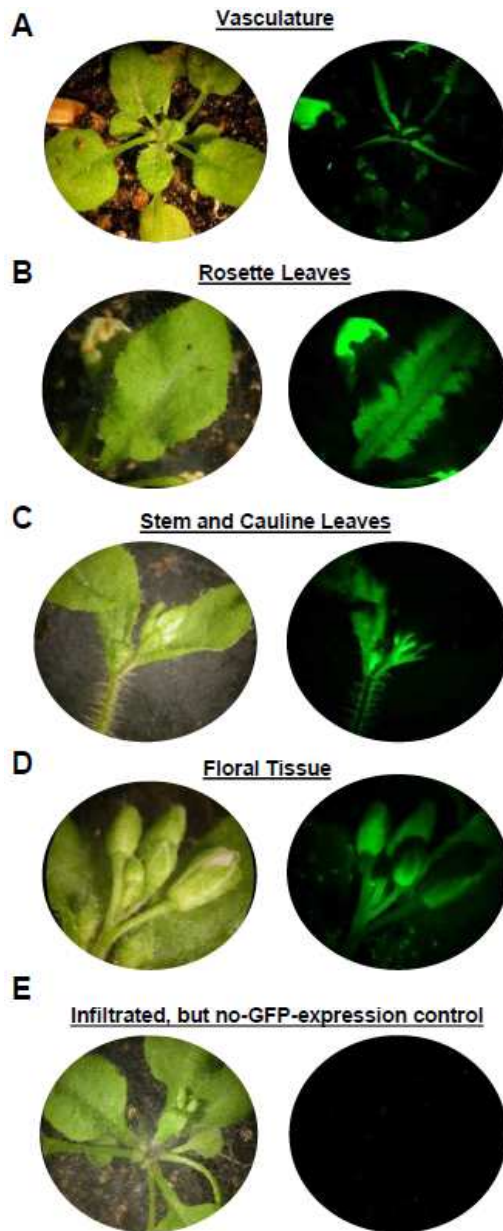 A
Vasculature
B
Rosette Leaves
C
Stem and Cauline Leaves
D
Floral Tissue
E
Infiltrated, but no-GFP-expression control